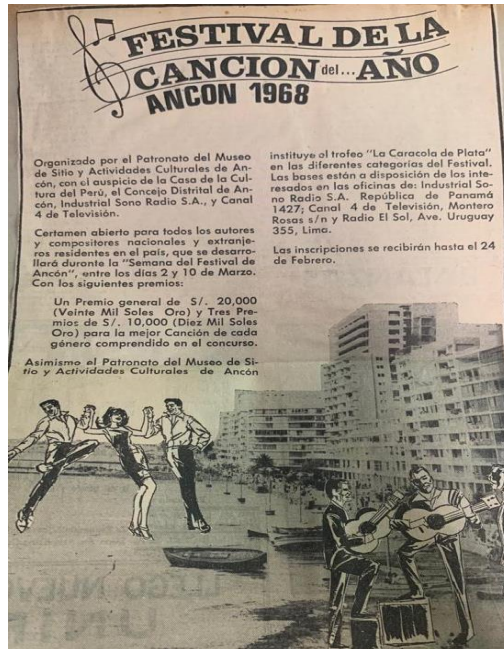 FESTIVAL DE LA
CANCION del... AÑO
ANCON 1968
Organizado por el Patronato del Museo
de Sitio y Actividades Culturales de An-
cón, con el auspicio de la Casa de la Cul-
tura del Perú, el Concejo Distrital de An-
cón, Industrial Sono Radio S.A., y Canal
4 de Televisión.
Certamen abierto para todos los autores
y compositores nacionales y extranje-
ros residentes en el país, que se desarro-
llará durante la "Semana del Festival de
Ancón", entre los días 2 y 10 de Marzo.
Con los siguientes premios:
Un Premio general de S/. 20,000
(Veinte Mil Soles Oro) y Tres Pre-
mios de S/. 10,000 (Diez Mil Soles
Oro) para la mejor Canción de cada
género comprendido en el concurso.
Asimismo el Patronato del Museo de Si-
tio y Actividades Culturales de Ancón
instituye el trofeo "La Caracola de Plata"
en las diferentes categorías del Festival.
Las bases están a disposición de los inte-
resados en las oficinas de: Industrial So-
no Radio S.A. República de Panamá
1427; Canal 4 de Televisión, Montero
Rosas s/n y Radio El Sol, Ave. Uruguay
355, Lima.
Las inscripciones se recibirán hasta el 24
de Febrero.
LLEGO NUEVO